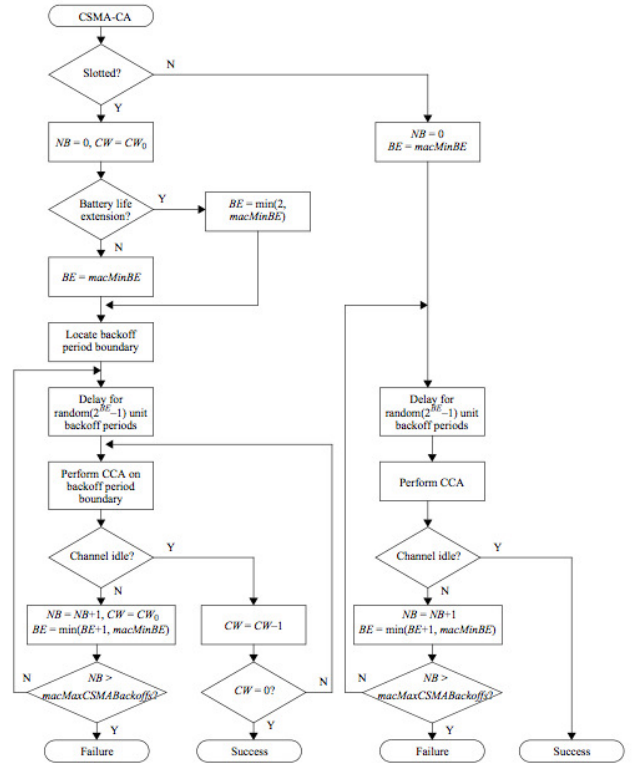 CSMA-CA
Slotted?
N
Y
NB = 0, CW = CW₀
NB = 0
BE = macMinBE
Battery life
extension?
Y
BE = min(2,
macMinBE)
N
BE = macMinBE
Locate backoff
period boundary
Delay for
random(2^BE–1) unit
backoff periods
Delay for
random(2^BE–1) unit
backoff periods
Perform CCA on
backoff period
boundary
Perform CCA
Channel idle?
Y
N
Channel idle?
Y
N
NB = NB+1, CW = CW₀
BE = min(BE+1, macMinBE)
CW = CW–1
NB = NB+1
BE = min(BE+1, macMinBE)
N
NB >
macMaxCSMABackoffs?
Y
CW = 0?
N
Y
N
NB >
macMaxCSMABackoffs?
Y
Failure
Success
Failure
Success